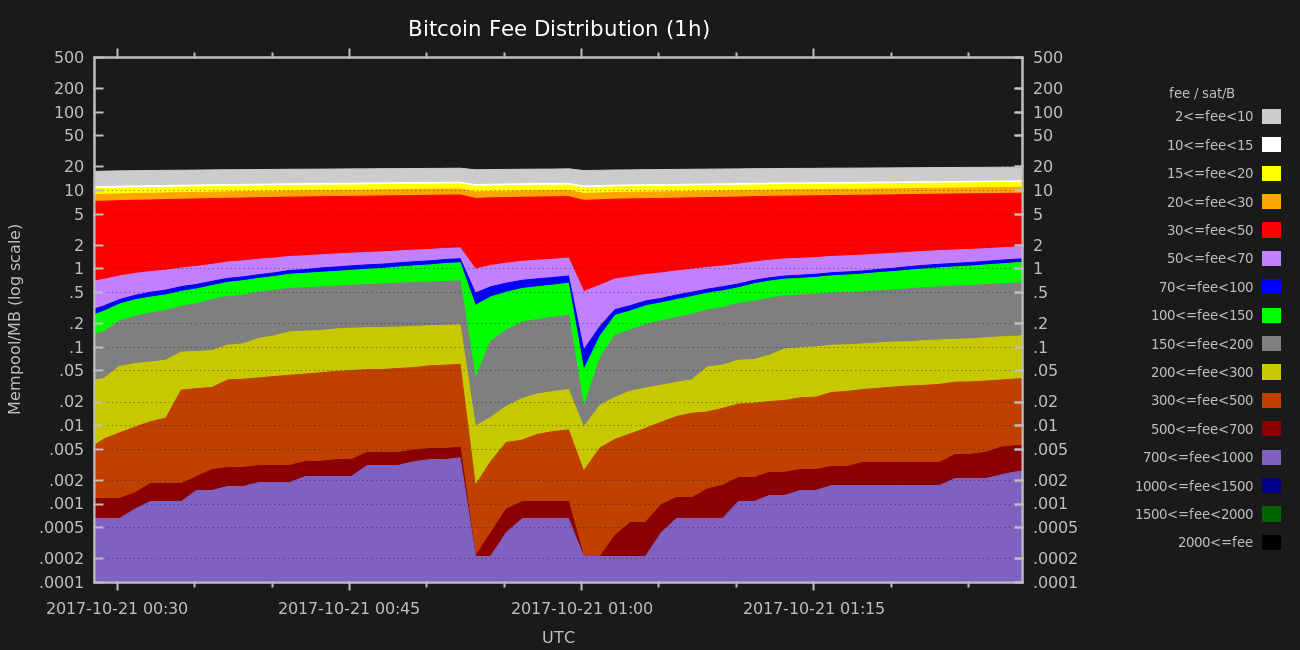 Bitcoin Fee Distribution (1h)
Mempool/MB (log scale)
500
200
100
50
20
10
5
2
1
.5
.2
.1
.05
.02
.01
.005
.002
.001
.0005
.0002
.0001
500
200
100
50
20
10
5
2
1
.5
.2
.1
.05
.02
.01
.005
.002
.001
.0005
.0002
.0001
2017-10-21 00:30 2017-10-21 00:45 2017-10-21 01:00 2017-10-21 01:15
UTC
fee / sat/B
2<=fee<10
10<=fee<15
15<=fee<20
20<=fee<30
30<=fee<50
50<=fee<70
70<=fee<100
100<=fee<150
150<=fee<200
200<=fee<300
300<=fee<500
500<=fee<700
700<=fee<1000
1000<=fee<1500
1500<=fee<2000
2000<=fee